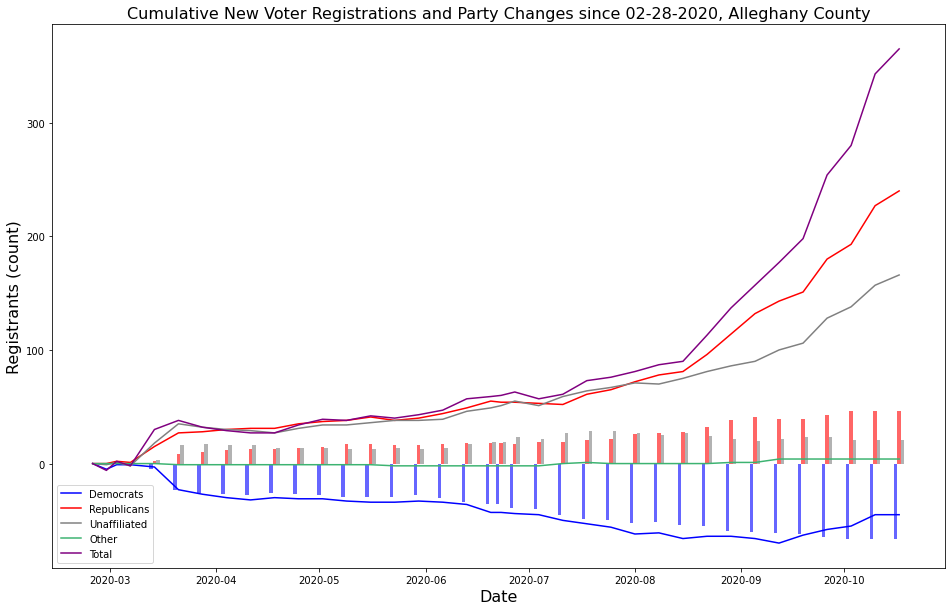 Cumulative New Voter Registrations and Party Changes since 02-28-2020, Alleghany County
Registrants (count)
300
200
100
0
Democrats
Republicans
Unaffiliated
Other
Total
2020-03 2020-04 2020-05 2020-06 2020-07 2020-08 2020-09 2020-10
Date